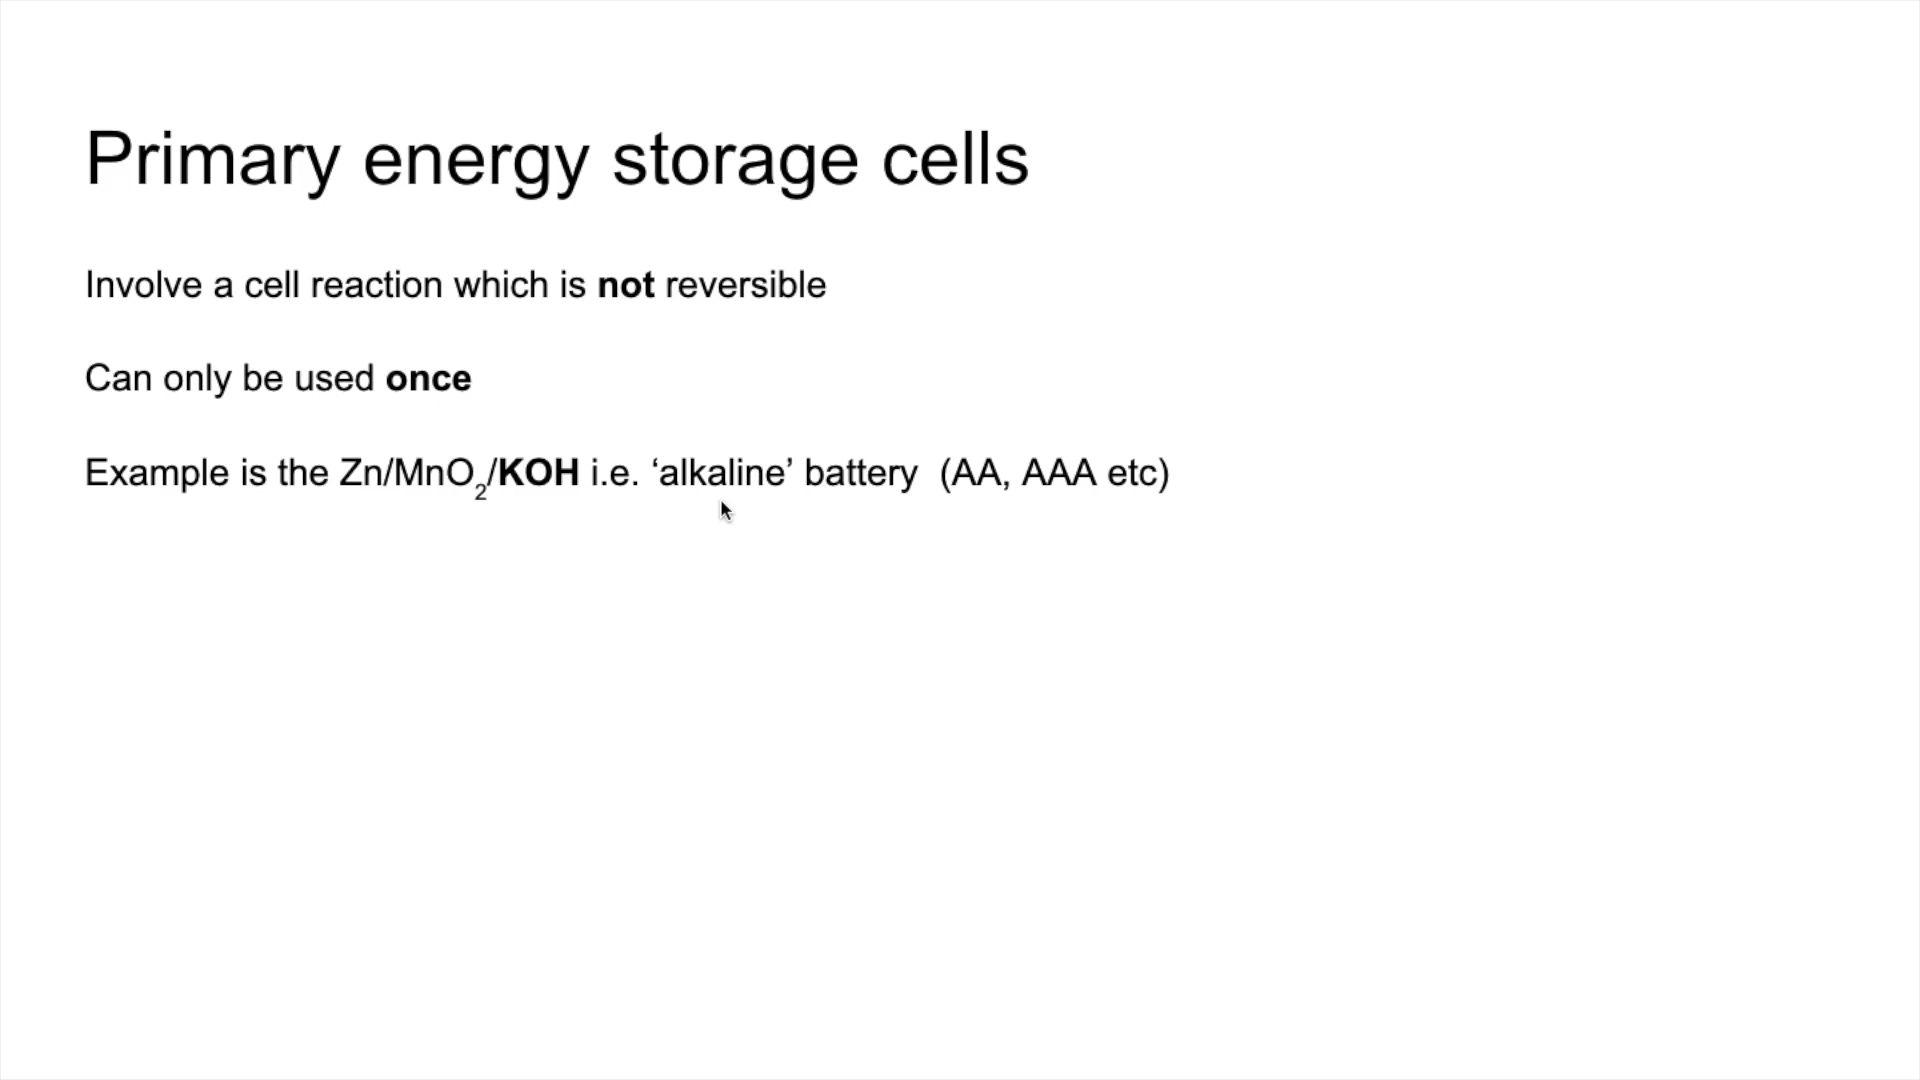 Primary energy storage cells
Involve a cell reaction which is not reversible
Can only be used once
Example is the Zn/MnO₂/KOH i.e. ‘alkaline’ battery  (AA, AAA etc)